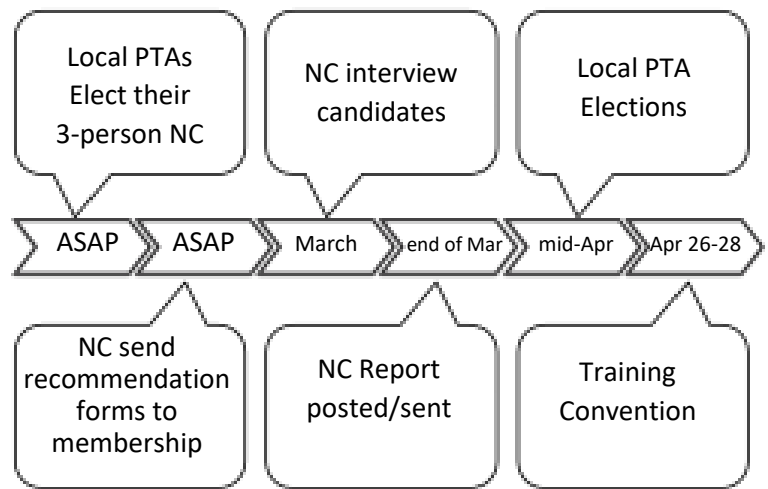 Local PTAs
Elect their
3-person NC
NC interview
candidates
Local PTA
Elections
ASAP
ASAP
March
end of Mar
mid-Apr
Apr 26-28
NC send
recommendation
forms to
membership
NC Report
posted/sent
Training
Convention